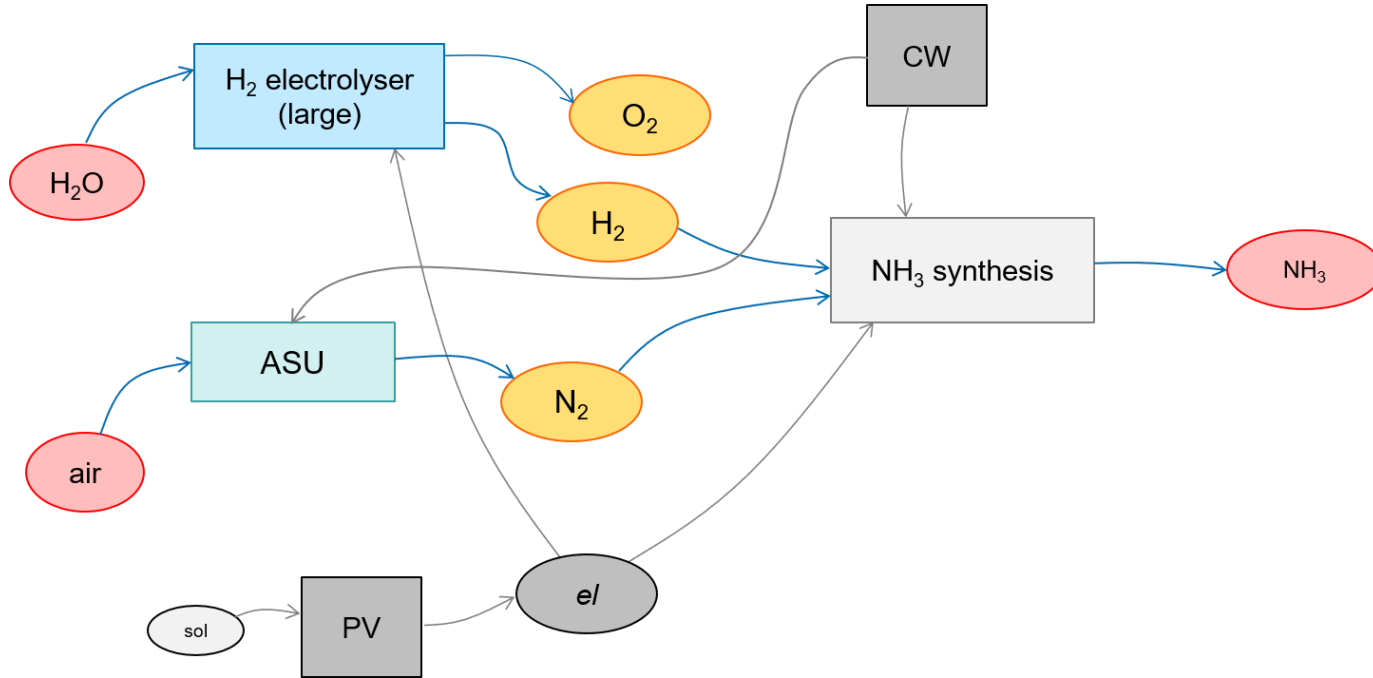 CW
H₂ electrolyser
(large)
O₂
H₂O
H₂
NH₃ synthesis
NH₃
ASU
N₂
air
el
PV
sol